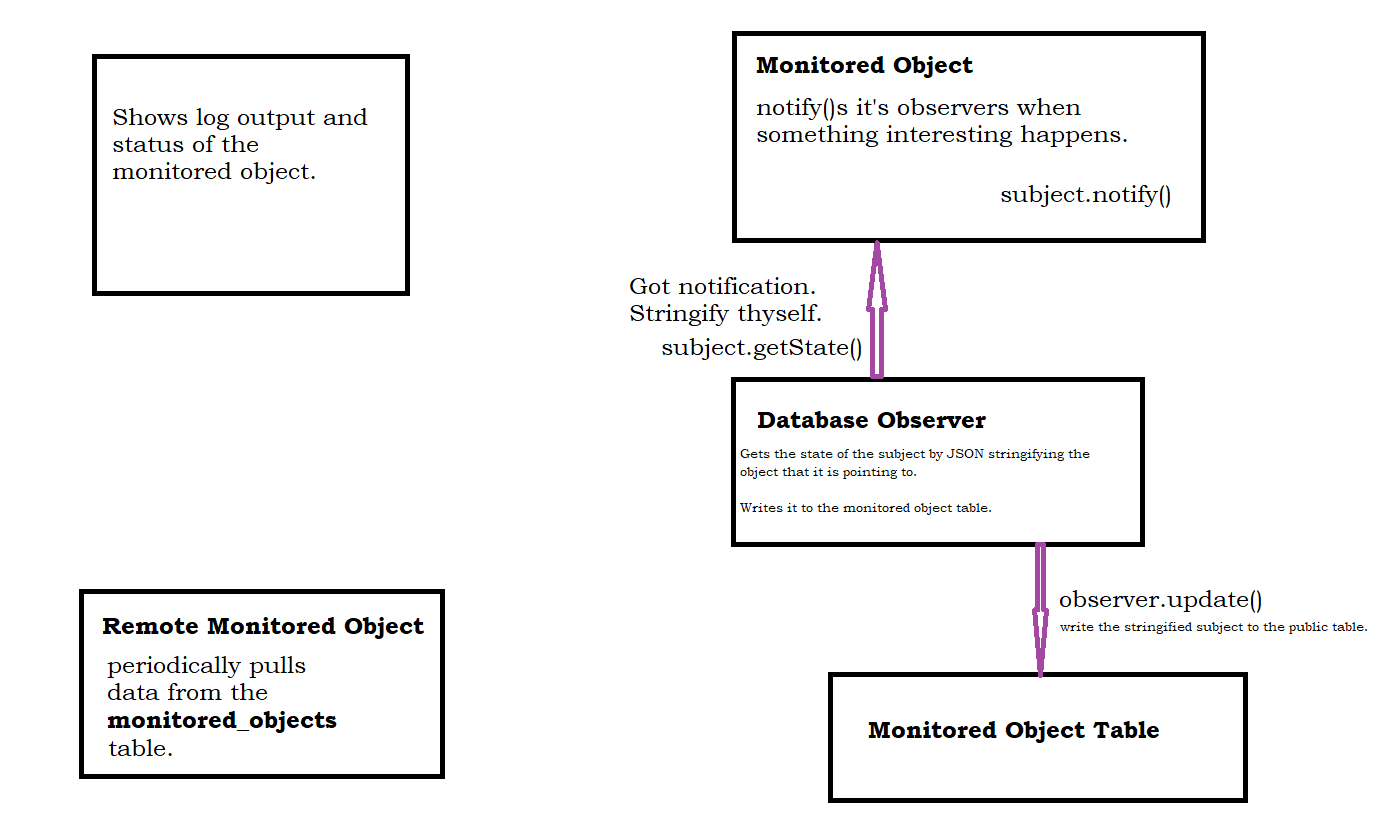 Shows log output and
status of the
monitored object.
Monitored Object
notify()s it's observers when
something interesting happens.
subject.notify()
Got notification.
Stringify thyself.
subject.getState()
Database Observer
Gets the state of the subject by JSON stringifying the
object that it is pointing to.
Writes it to the monitored object table.
observer.update()
write the stringified subject to the public table.
Remote Monitored Object
periodically pulls
data from the
monitored_objects
table.
Monitored Object Table